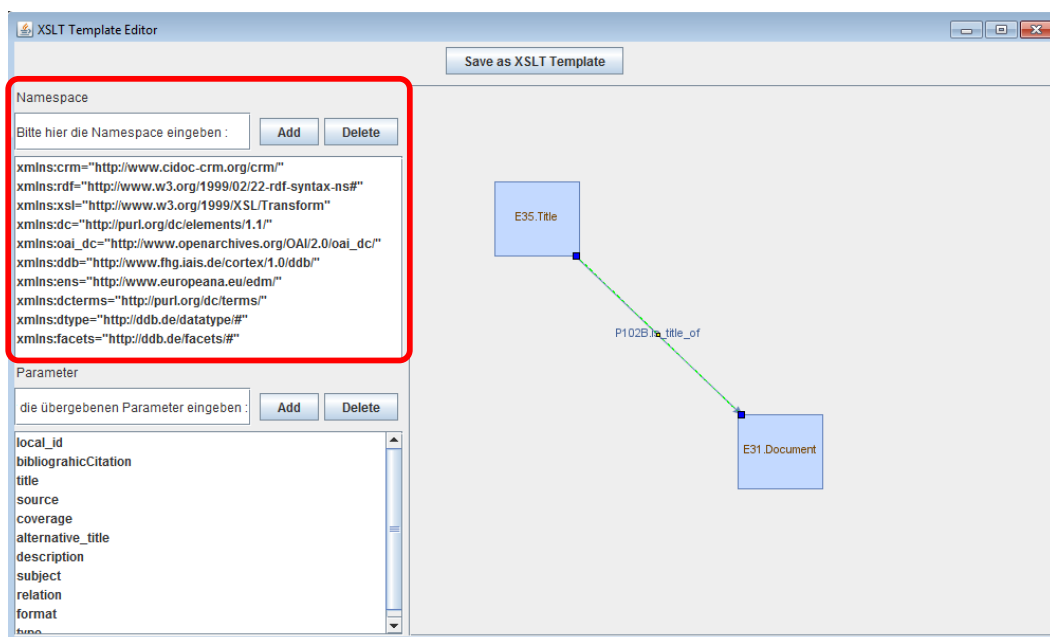 XSLT Template Editor
Save as XSLT Template
Namespace
Bitte hier die Namespace eingeben :
Add
Delete
xmlns:crm="http://www.cidoc-crm.org/crm/"
xmlns:rdf="http://www.w3.org/1999/02/22-rdf-syntax-ns#"
xmlns:xsl="http://www.w3.org/1999/XSL/Transform"
xmlns:dc="http://purl.org/dc/elements/1.1/"
xmlns:oai_dc="http://www.openarchives.org/OAI/2.0/oai_dc/"
xmlns:ddb="http://www.fhg.iais.de/cortex/1.0/ddb/"
xmlns:ens="http://www.europeana.eu/edm/"
xmlns:dcterms="http://purl.org/dc/terms/"
xmlns:dtype="http://ddb.de/datatype/#"
xmlns:facets="http://ddb.de/facets/#"
Parameter
die übergebenen Parameter eingeben :
Add
Delete
local_id
bibliograhicCitation
title
source
coverage
alternative_title
description
subject
relation
format
type
E35.Title
P102B.Is_title_of
E31.Document